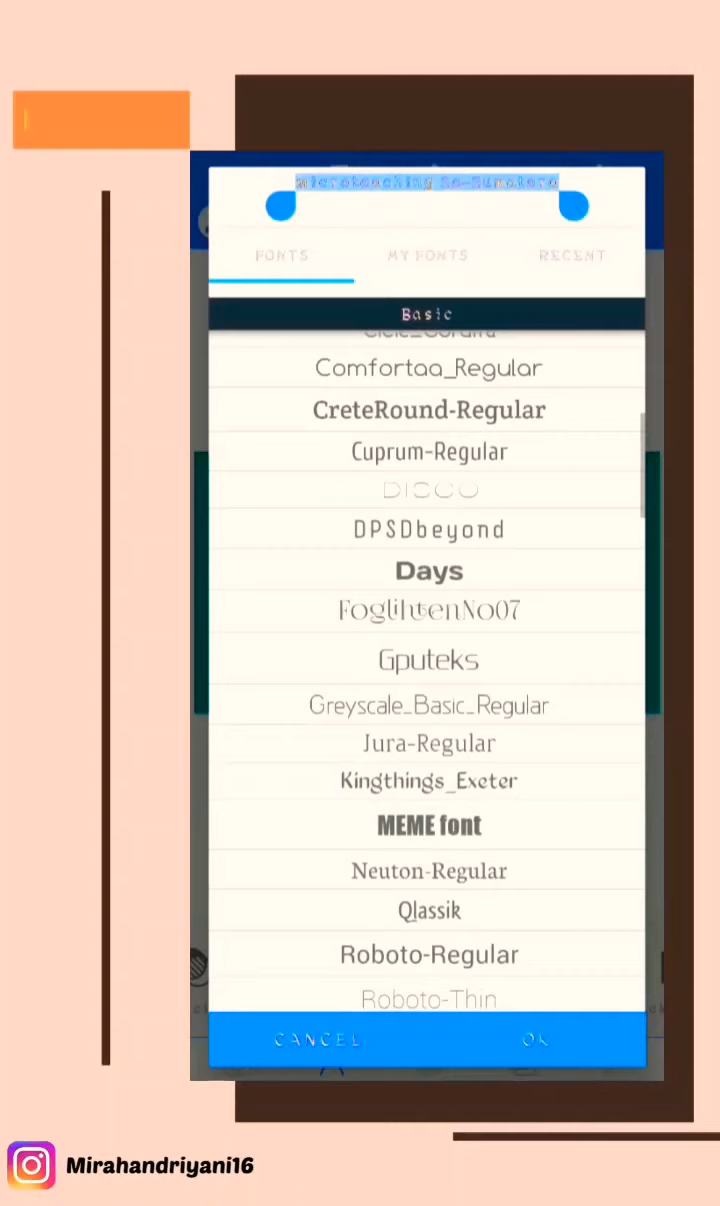 microteaching Se-Sumatera
FONTS MY FONTS RECENT
Basic
Comfortaa_Regular
CreteRound-Regular
Cuprum-Regular
DISCO
DPSDbeyond
Days
FoglihtenNo07
Gputeks
Greyscale_Basic_Regular
Jura-Regular
Kingthings_Exeter
MEME font
Neuton-Regular
Qlassik
Roboto-Regular
Roboto-Thin
CANCEL OK
Mirahandriyani16